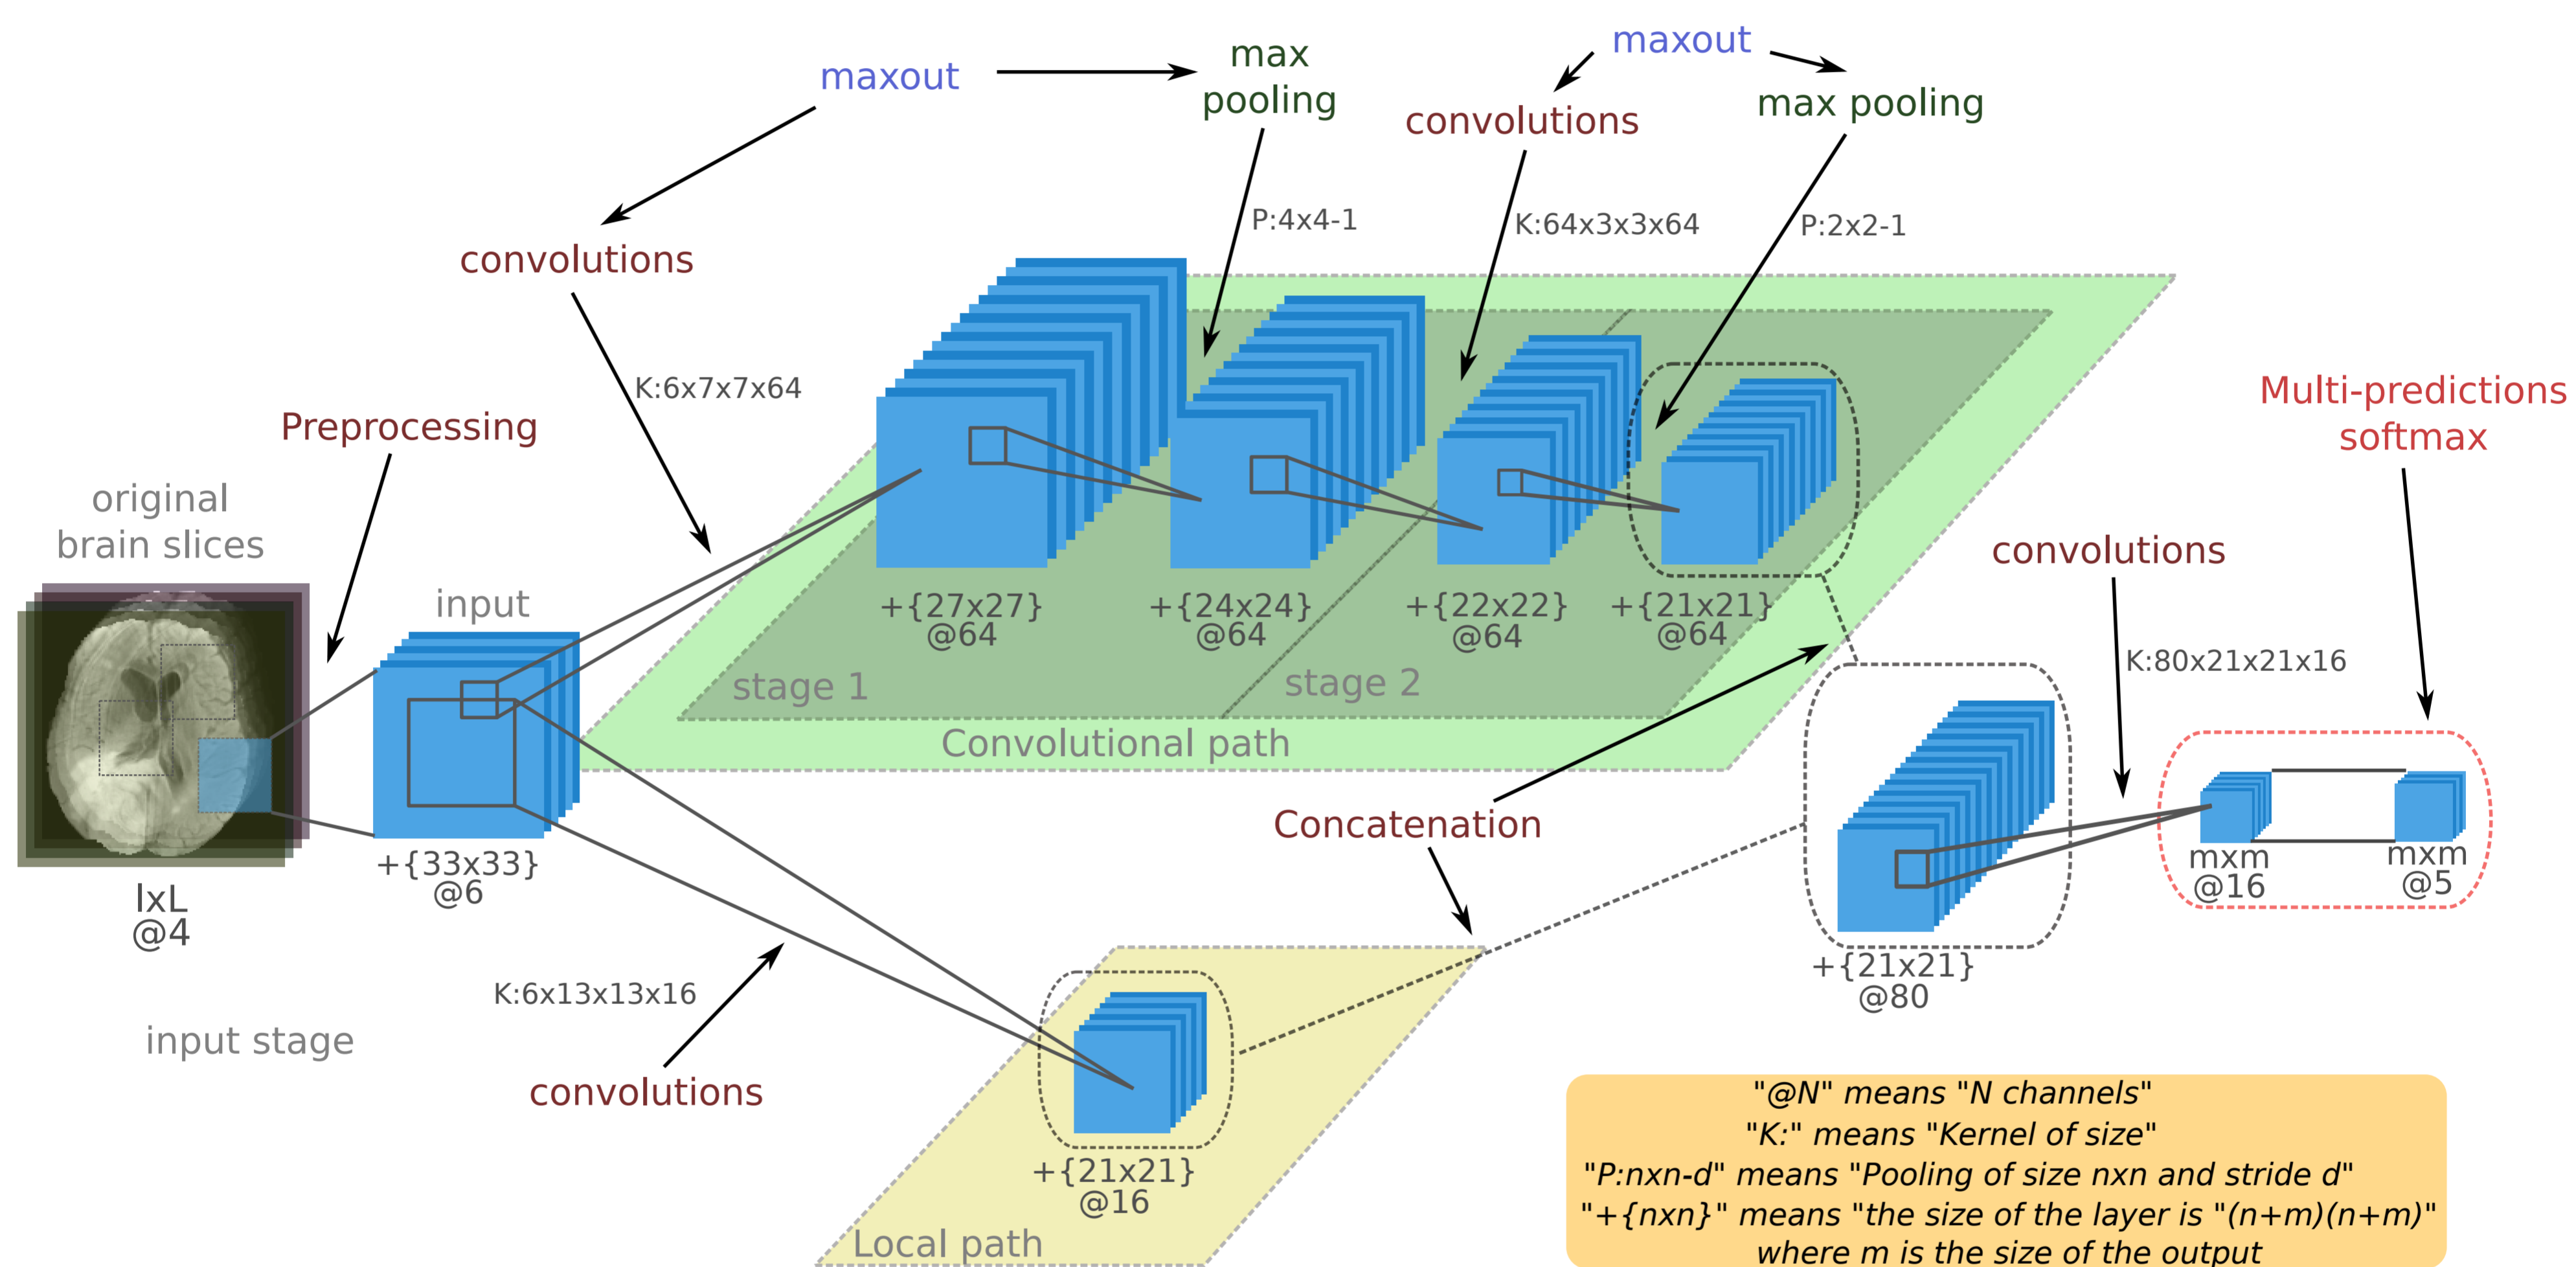 maxout
max
pooling
maxout
convolutions
max pooling
convolutions
P:4x4-1
K:64x3x3x64
P:2x2-1
K:6x7x7x64
Preprocessing
Multi-predictions
softmax
original
brain slices
input
convolutions
K:80x21x21x16
+{27x27}
@64
+{24x24}
@64
+{22x22}
@64
+{21x21}
@64
stage 1
stage 2
Convolutional path
Concatenation
+{33x33}
@6
lxL
@4
mxm
@16
mxm
@5
+{21x21}
@80
K:6x13x13x16
input stage
convolutions
+{21x21}
@16
Local path
"@N" means "N channels"
"K:" means "Kernel of size"
"P:nxn-d" means "Pooling of size nxn and stride d"
"+{nxn}" means "the size of the layer is "(n+m)(n+m)"
where m is the size of the output